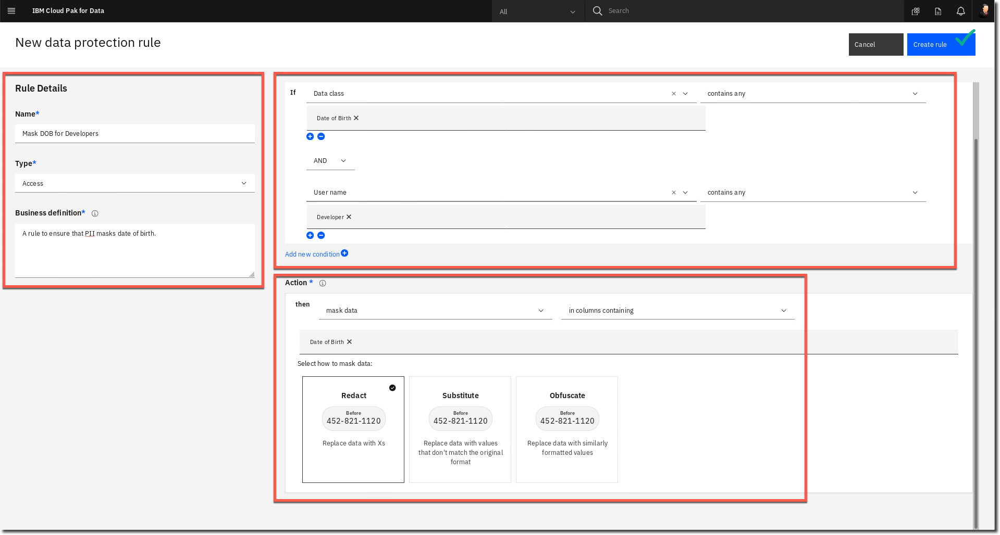 IBM Cloud Pak for Data
All
Search
New data protection rule
Cancel
Create rule
Rule Details
Name*
Mask DOB for Developers
Type*
Access
Business definition*
A rule to ensure that PII masks date of birth.
If
Data class
contains any
Date of Birth
AND
User name
contains any
Developer
Add new condition
Action *
then
mask data
in columns containing
Date of Birth
Select how to mask data:
Redact
Before
452-821-1120
Replace data with Xs
Substitute
Before
452-821-1120
Replace data with values
that don't match the original
format
Obfuscate
Before
452-821-1120
Replace data with similarly
formatted values